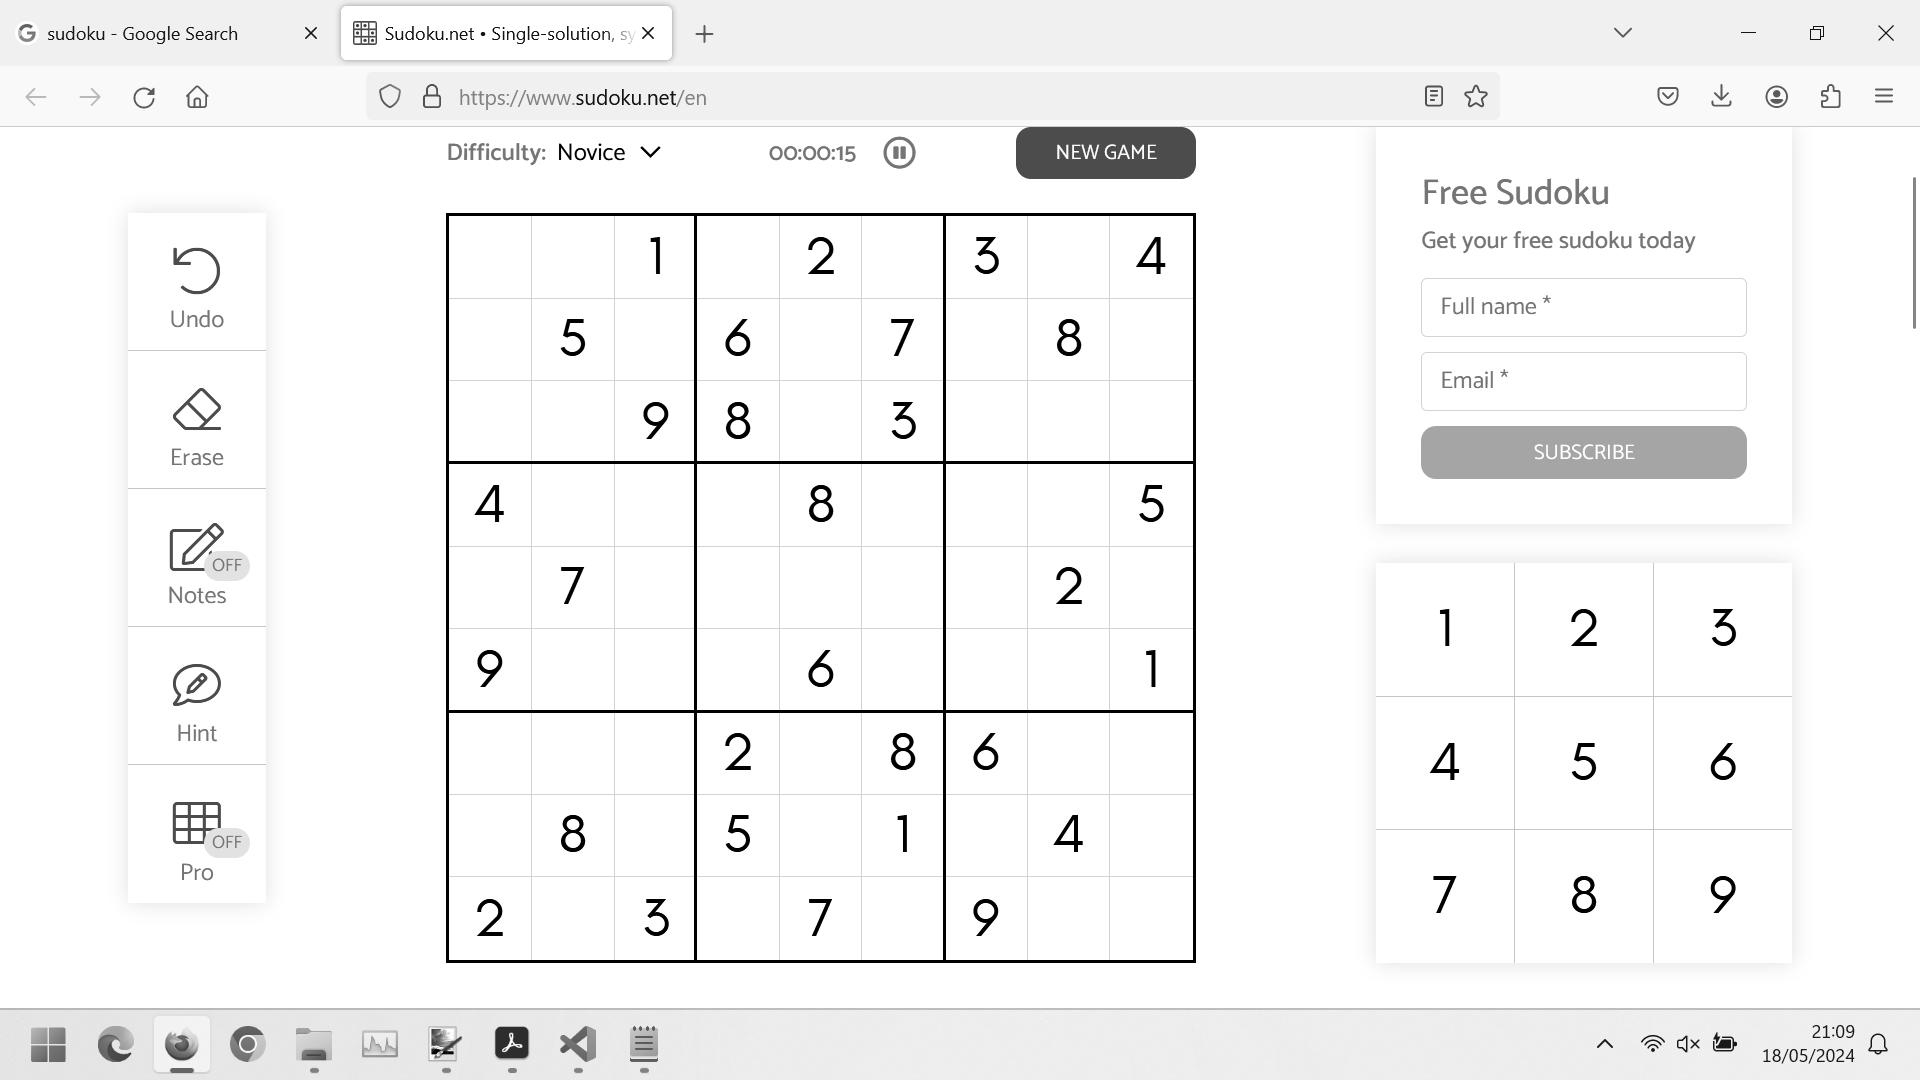 sudoku - Google Search
Sudoku.net • Single-solution, sy
https://www.sudoku.net/en
Difficulty: Novice
00:00:15
NEW GAME
Undo
Erase
Notes
OFF
Hint
Pro
OFF
1 2 3 4
5 6 7 8
9 8 3
4 8 5
7 2
9 6 1
2 8 6
8 5 1 4
2 3 7 9
Free Sudoku
Get your free sudoku today
Full name *
Email *
SUBSCRIBE
1 2 3
4 5 6
7 8 9
21:09
18/05/2024